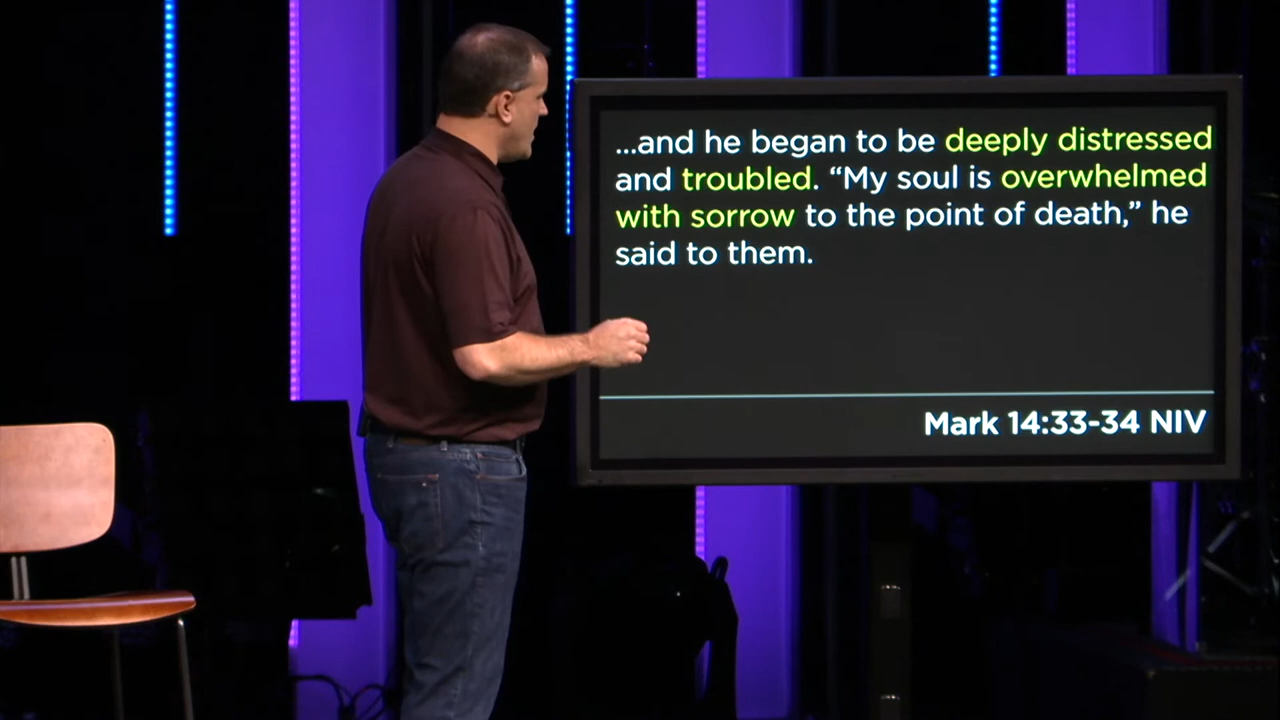 ...and he began to be deeply distressed
and troubled. “My soul is overwhelmed
with sorrow to the point of death,” he
said to them.
Mark 14:33-34 NIV